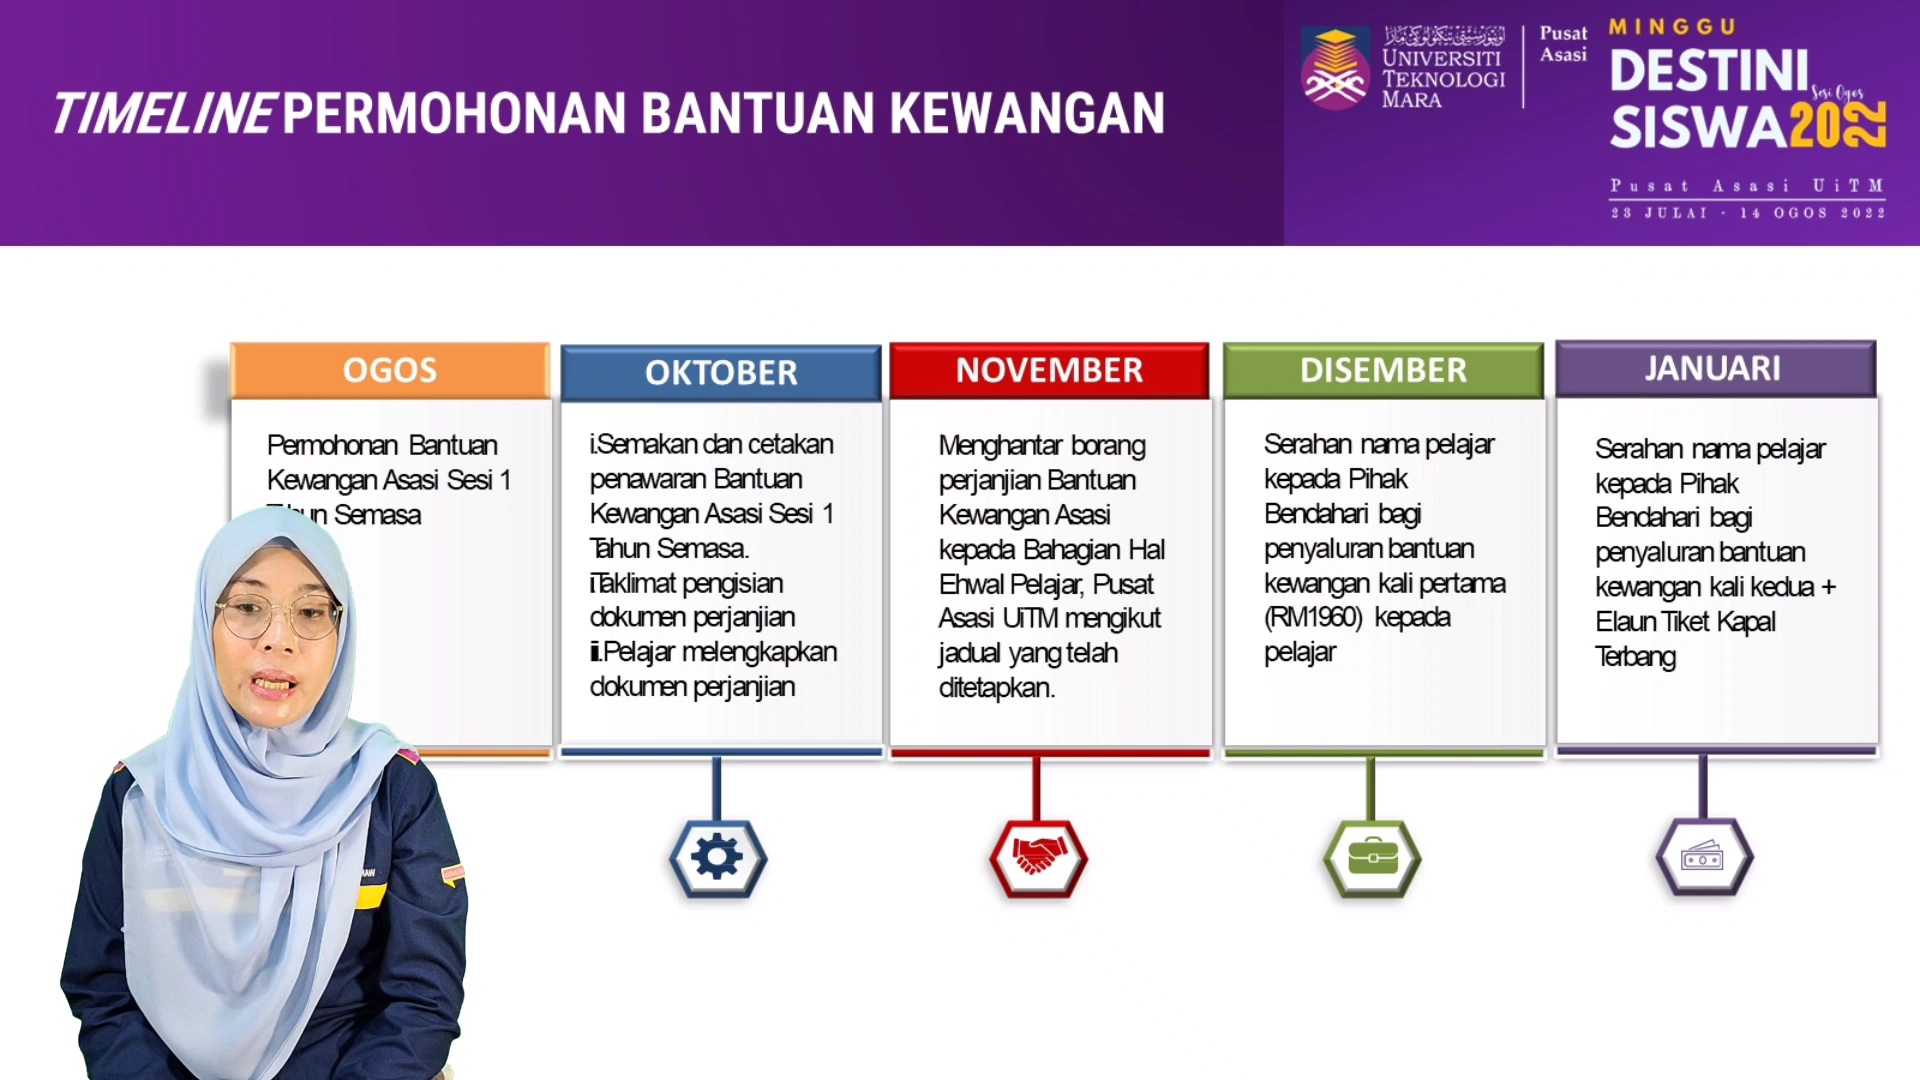 TIMELINE PERMOHONAN BANTUAN KEWANGAN
UNIVERSITI
TEKNOLOGI
MARA
Pusat
Asasi
MINGGU
DESTINI
Sesi Ogos
SISWA 2022
Pusat Asasi UiTM
23 JULAI - 14 OGOS 2022
OGOS
Permohonan Bantuan
Kewangan Asasi Sesi 1
Tahun Semasa
OKTOBER
i.Semakan dan cetakan
penawaran Bantuan
Kewangan Asasi Sesi 1
Tahun Semasa.
ii.Taklimat pengisian
dokumen perjanjian
iii.Pelajar melengkapkan
dokumen perjanjian
NOVEMBER
Menghantar borang
perjanjian Bantuan
Kewangan Asasi
kepada Bahagian Hal
Ehwal Pelajar, Pusat
Asasi UiTM mengikut
jadual yang telah
ditetapkan.
DISEMBER
Serahan nama pelajar
kepada Pihak
Bendahari bagi
penyaluran bantuan
kewangan kali pertama
(RM1960) kepada
pelajar
JANUARI
Serahan nama pelajar
kepada Pihak
Bendahari bagi
penyaluran bantuan
kewangan kali kedua +
Elaun Tiket Kapal
Terbang